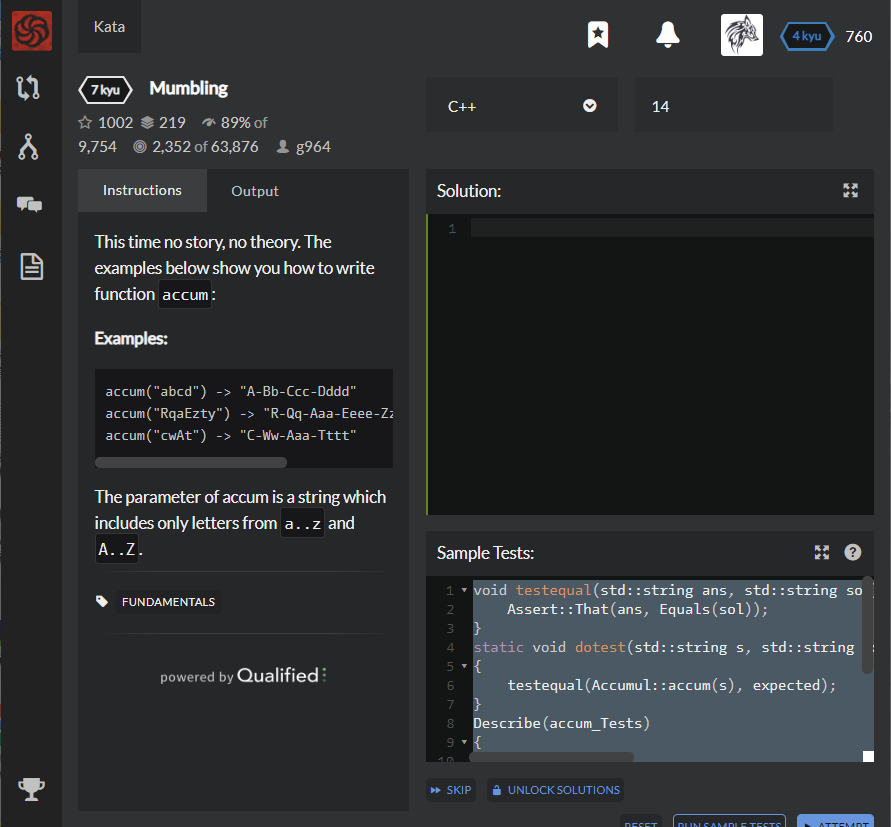 Kata
4 kyu
760
7 kyu
Mumbling
1002 219 89% of
9,754 2,352 of 63,876 g964
C++
14
Instructions
Output
This time no story, no theory. The
examples below show you how to write
function accum:
Examples:
accum("abcd") -> "A-Bb-Ccc-Dddd"
accum("RqaEzty") -> "R-Qq-Aaa-Eeee-Zz
accum("cwAt") -> "C-Ww-Aaa-Tttt"
The parameter of accum is a string which
includes only letters from a..z and
A..Z.
FUNDAMENTALS
powered by Qualified
Solution:
1
Sample Tests:
1 void testequal(std::string ans, std::string so
2 Assert::That(ans, Equals(sol));
3 }
4 static void dotest(std::string s, std::string
5 {
6 testequal(Accumul::accum(s), expected);
7 }
8 Describe(accum_Tests)
9 {
10
SKIP
UNLOCK SOLUTIONS
RESET
RUN SAMPLE TESTS
ATTEMPT